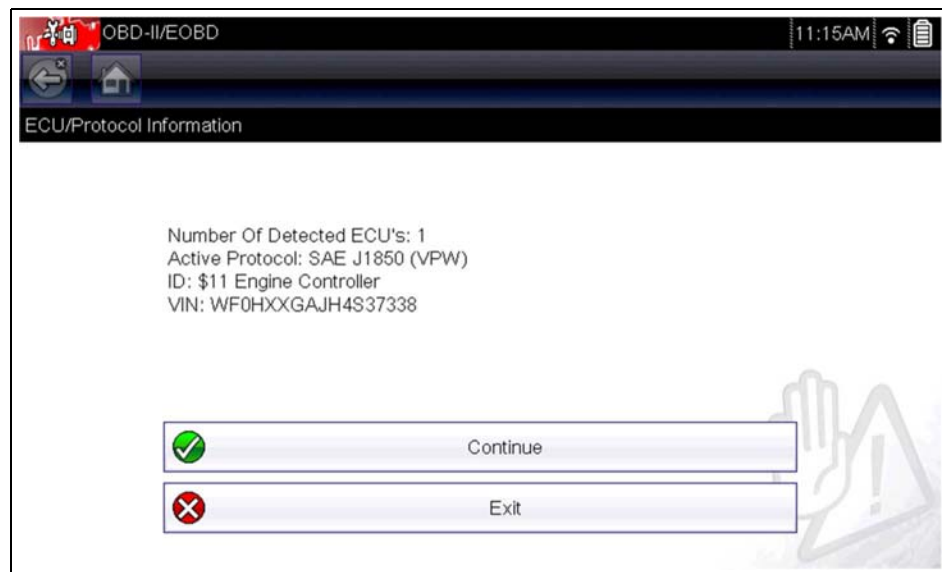 OBD-II/EOBD
11:15AM
ECU/Protocol Information
Number Of Detected ECU's: 1
Active Protocol: SAE J1850 (VPW)
ID: $11 Engine Controller
VIN: WF0HXXGAJH4S37338
Continue
Exit